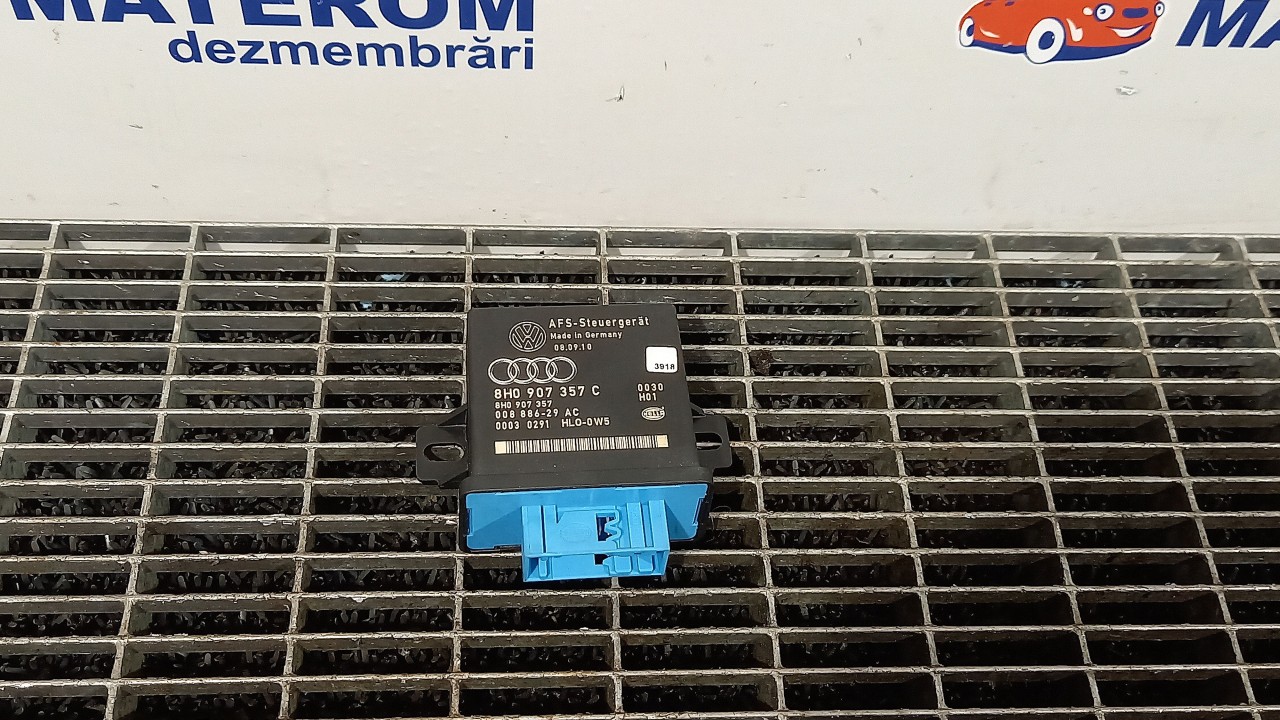 MATEROM
dezmembrări
MA
AFS-Steuergerät
Made in Germany
08.09.10
3918
8H0 907 357 C
0030
8H0 907 357
H01
008 886-29 AC
HELLA
0003 0291 HLO-0W5